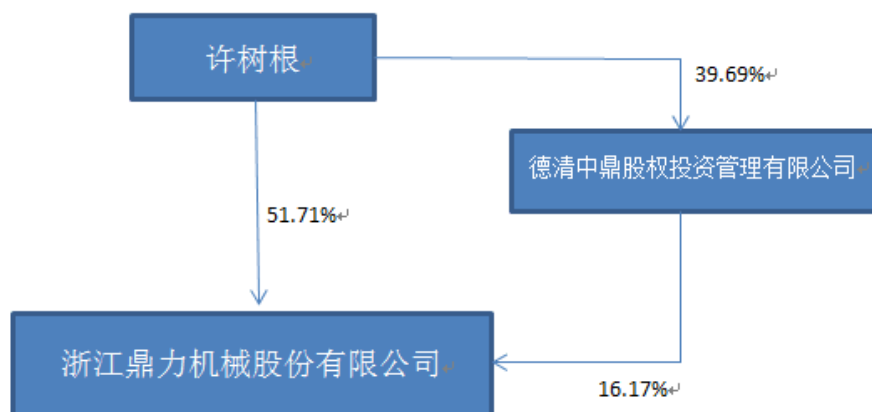 许树根
39.69%
德清中鼎股权投资管理有限公司
51.71%
浙江鼎力机械股份有限公司
16.17%